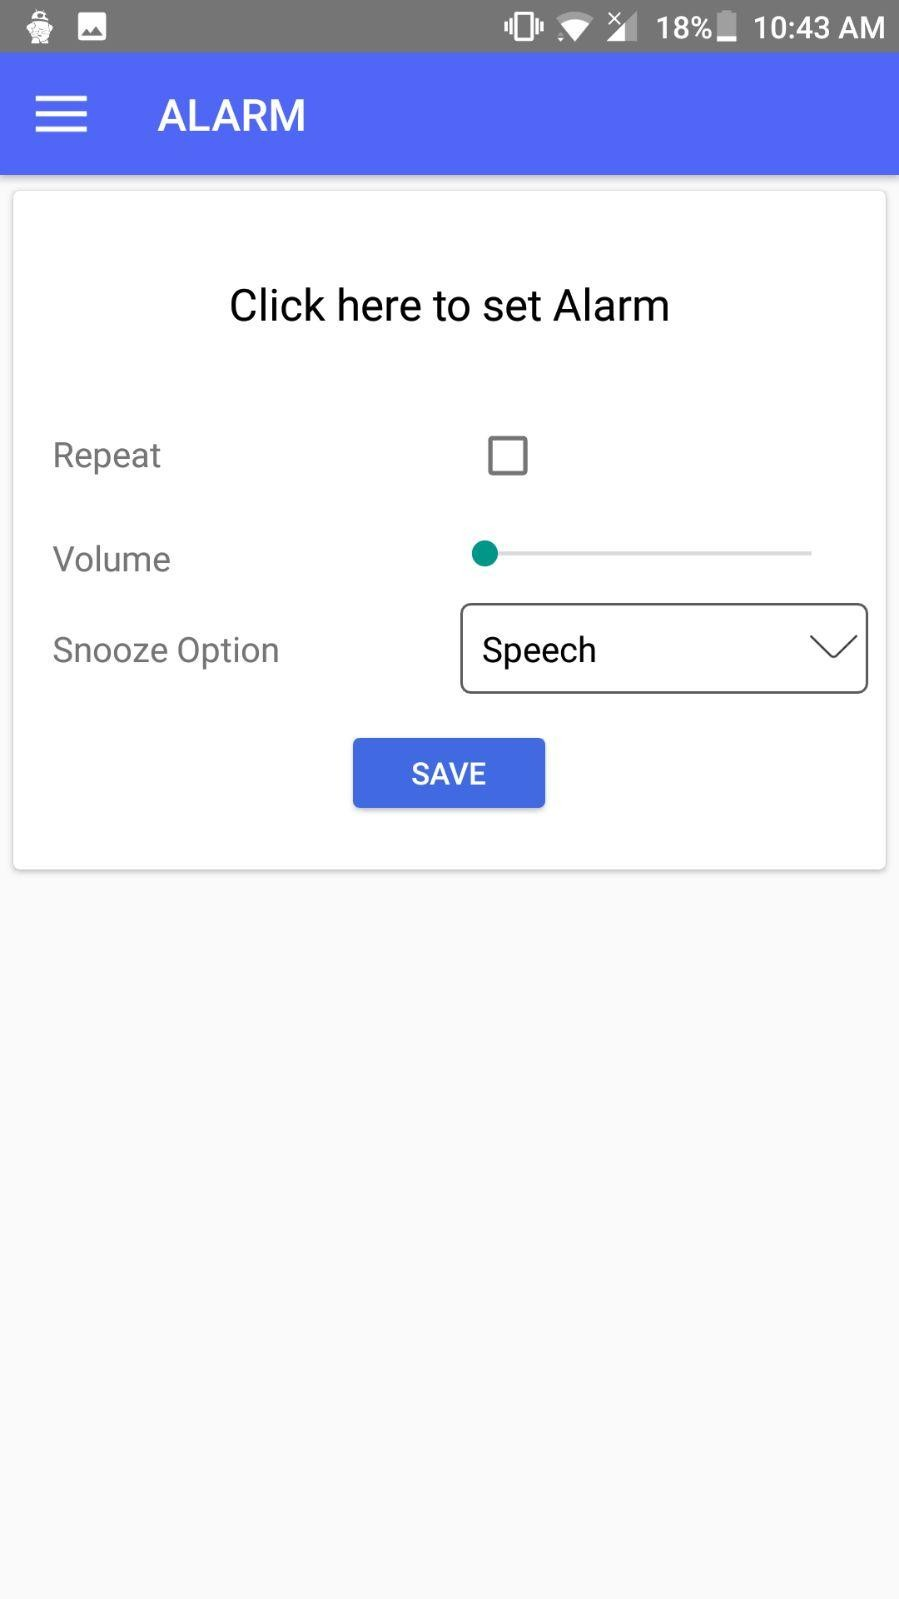 18% 10:43 AM
ALARM
Click here to set Alarm
Repeat
Volume
Snooze Option Speech
SAVE